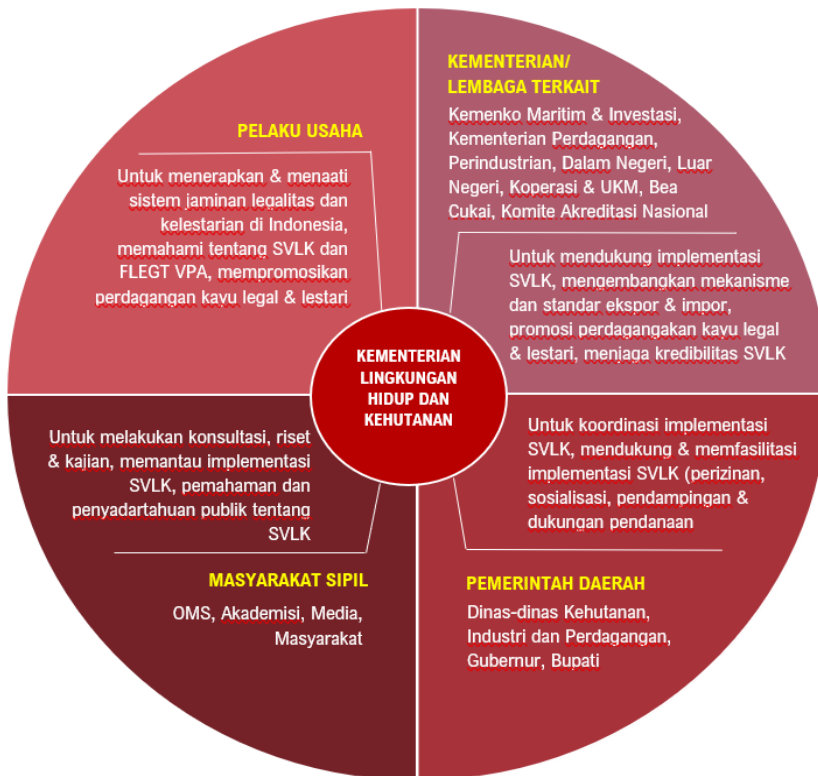 PELAKU USAHA
Untuk menerapkan & menaati
sistem jaminan legalitas dan
kelestarian di Indonesia,
memahami tentang SVLK dan
FLEGT VPA, mempromosikan
perdagangan kayu legal & lestari
KEMENTERIAN/
LEMBAGA TERKAIT
Kemenko Maritim & Investasi,
Kementerian Perdagangan,
Perindustrian, Dalam Negeri, Luar
Negeri, Koperasi & UKM, Bea
Cukai, Komite Akreditasi Nasional
Untuk mendukung implementasi
SVLK, mengembangkan mekanisme
dan standar ekspor & impor,
promosi perdagangakan kayu legal
& lestari, menjaga kredibilitas SVLK
KEMENTERIAN
LINGKUNGAN
HIDUP DAN
KEHUTANAN
Untuk melakukan konsultasi, riset
& kajian, memantau implementasi
SVLK, pemahaman dan
penyadartahuan publik tentang
SVLK
MASYARAKAT SIPIL
OMS, Akademisi, Media,
Masyarakat
Untuk koordinasi implementasi
SVLK, mendukung & memfasilitasi
implementasi SVLK (perizinan,
sosialisasi, pendampingan &
dukungan pendanaan
PEMERINTAH DAERAH
Dinas-dinas Kehutanan,
Industri dan Perdagangan,
Gubernur, Bupati